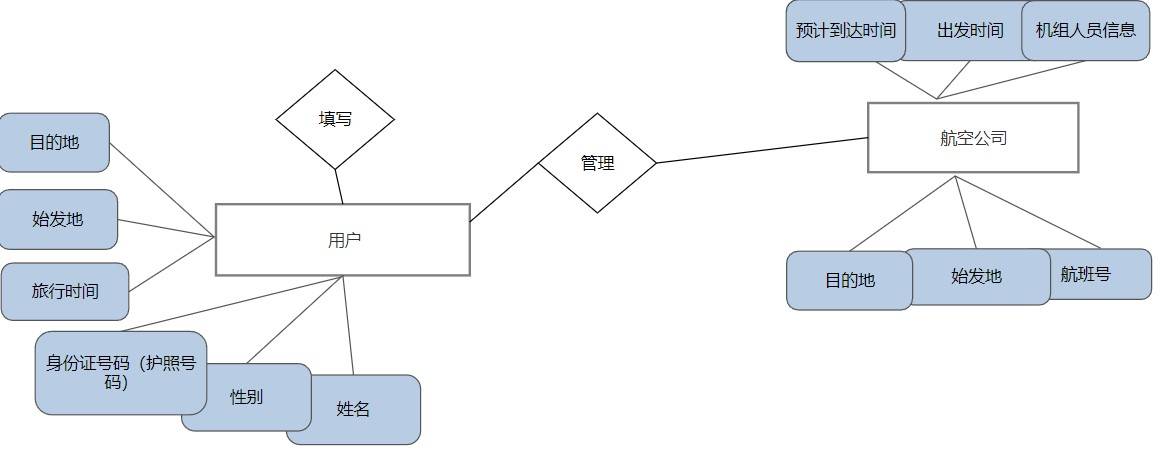 预计到达时间
出发时间
机组人员信息
填写
目的地
管理
航空公司
始发地
用户
旅行时间
目的地
始发地
航班号
身份证号码（护照号
码）
性别
姓名